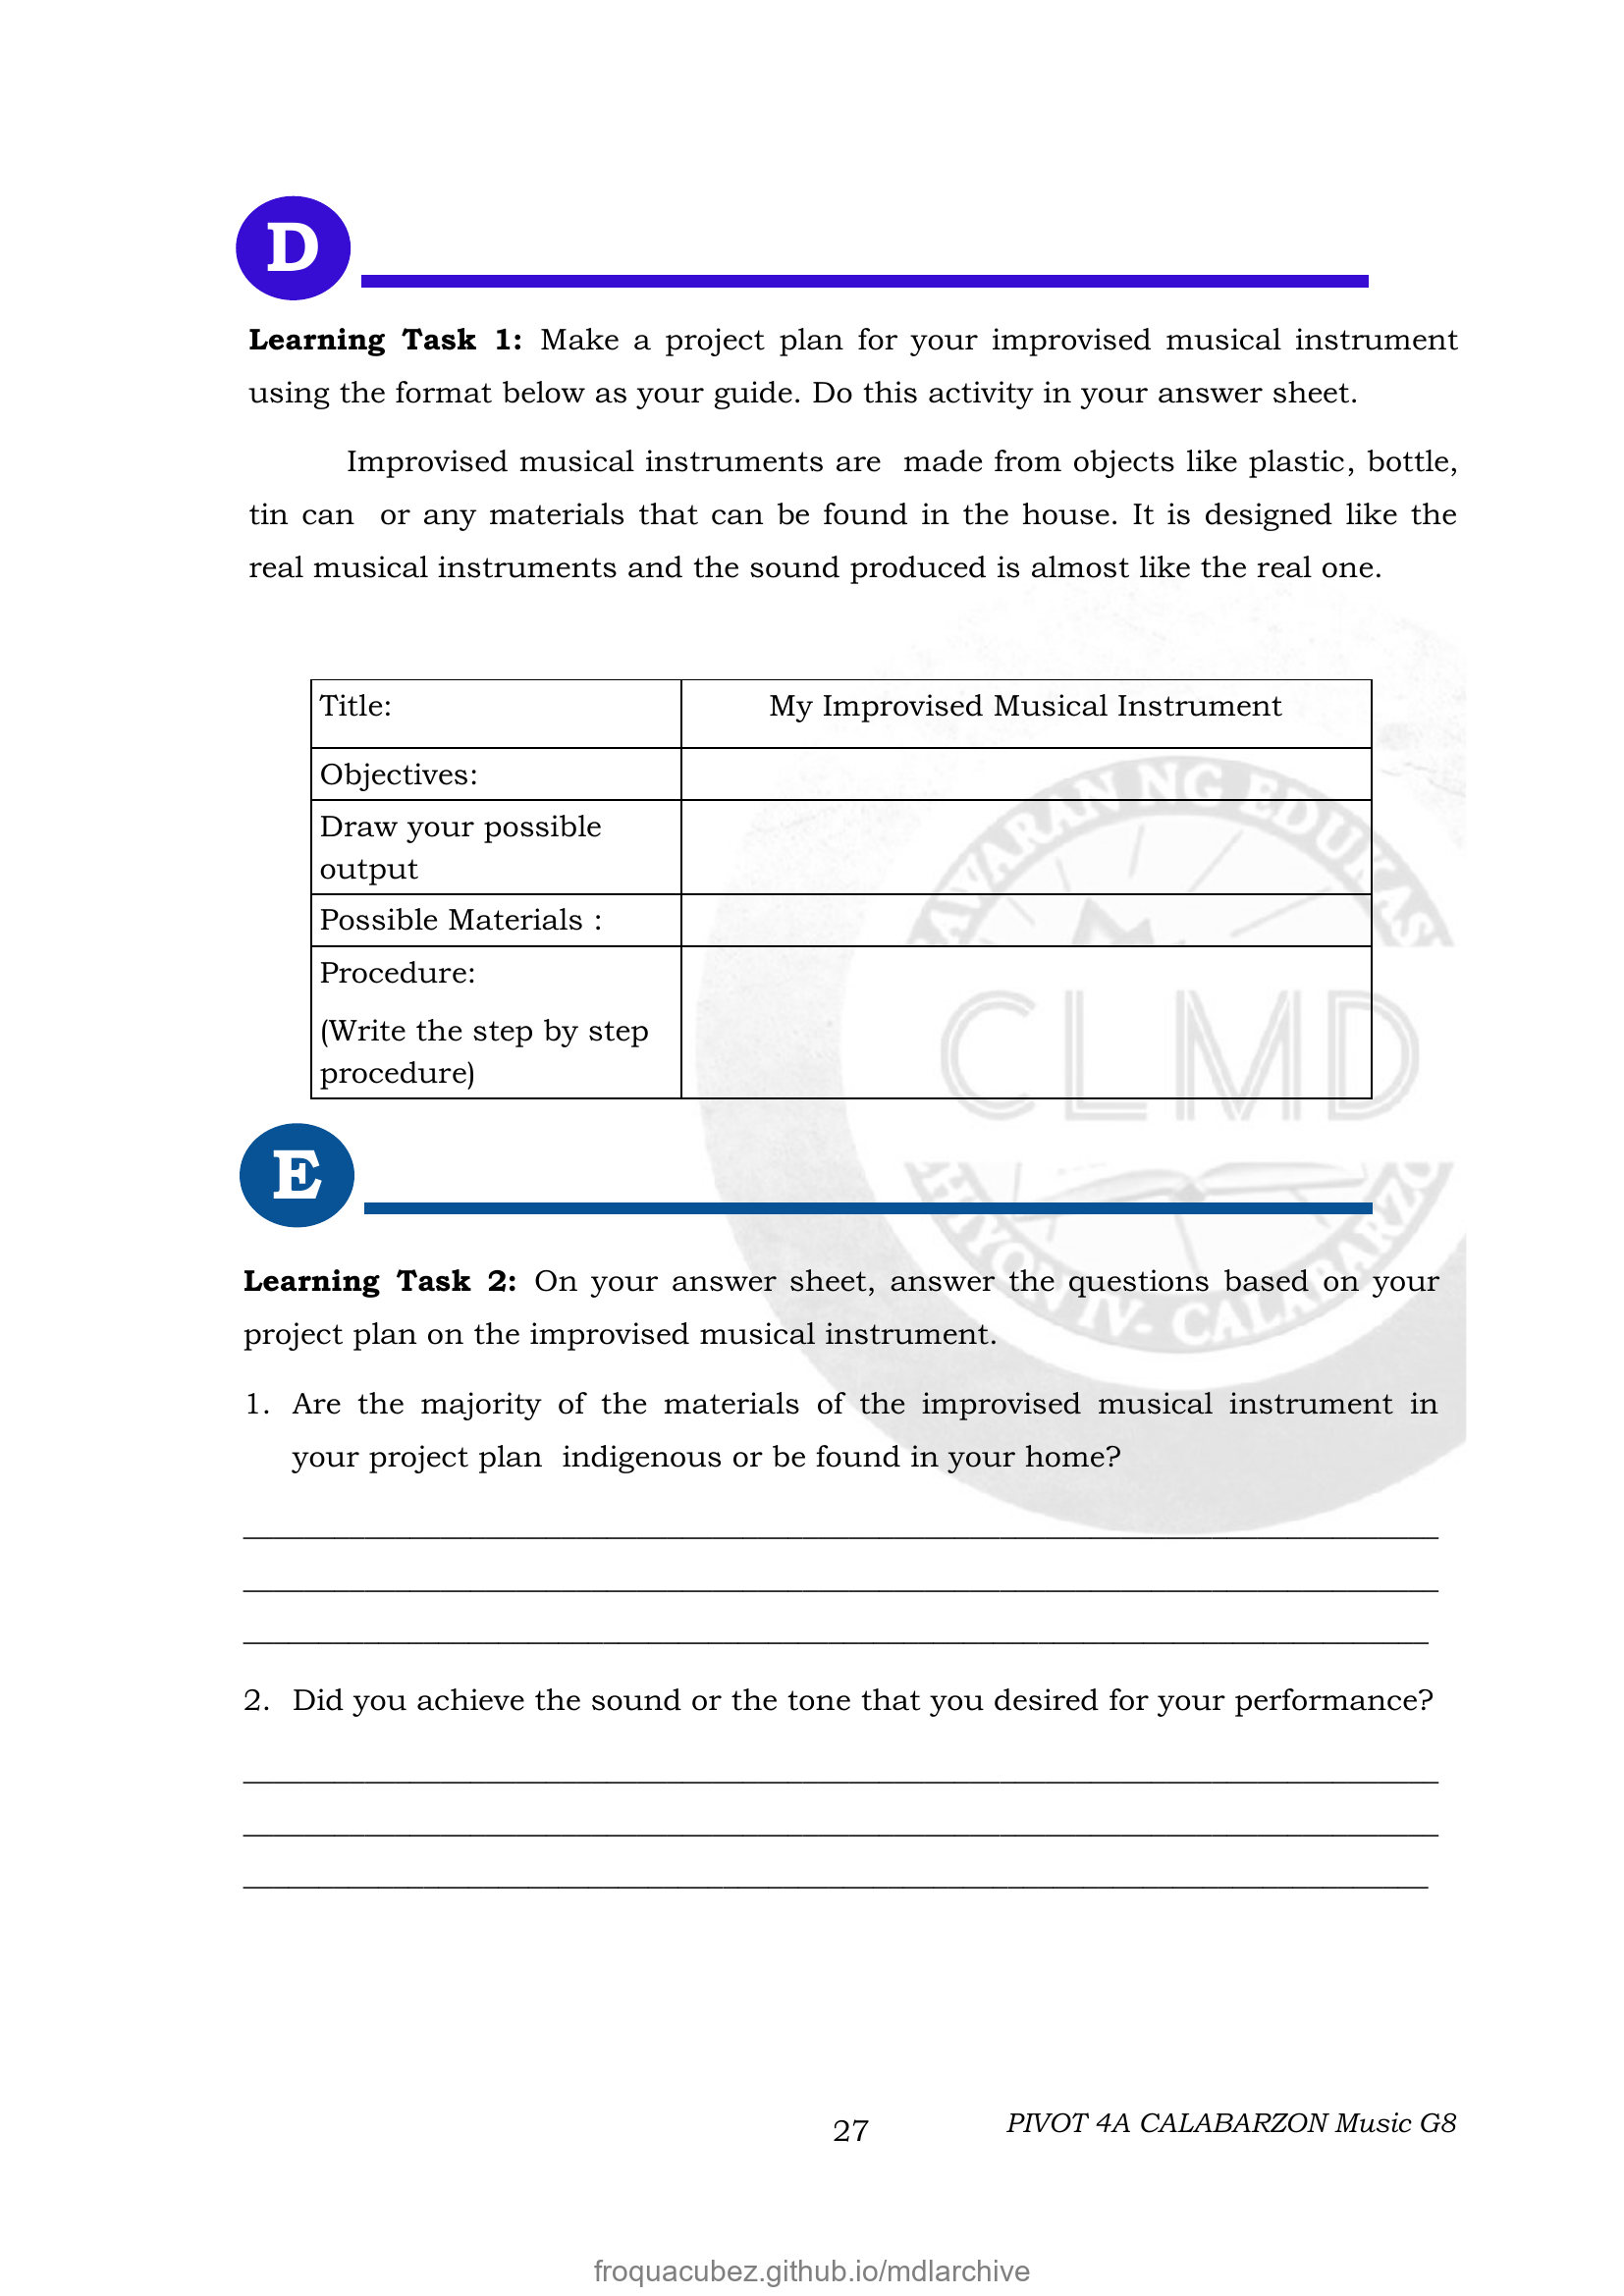 D
Learning Task 1: Make a project plan for your improvised musical instrument
using the format below as your guide. Do this activity in your answer sheet.
Improvised musical instruments are made from objects like plastic, bottle,
tin can or any materials that can be found in the house. It is designed like the
real musical instruments and the sound produced is almost like the real one.
Title:
My Improvised Musical Instrument
Objectives:
Draw your possible
output
Possible Materials :
Procedure:
(Write the step by step
procedure)
CLMD
E
Learning Task 2: On your answer sheet, answer the questions based on your
project plan on the improvised musical instrument.
1. Are the majority of the materials of the improvised musical instrument in
your project plan indigenous or be found in your home?
2. Did you achieve the sound or the tone that you desired for your performance?
27
PIVOT 4A CALABARZON Music G8
froquacubez.github.io/mdlarchive